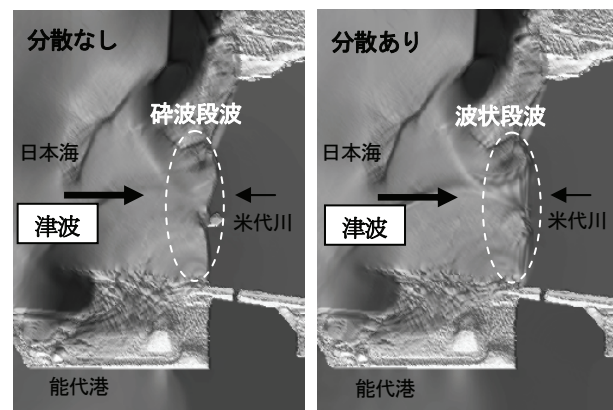 分散なし
砕波段波
日本海
津波
米代川
能代港
分散あり
波状段波
日本海
津波
米代川
能代港